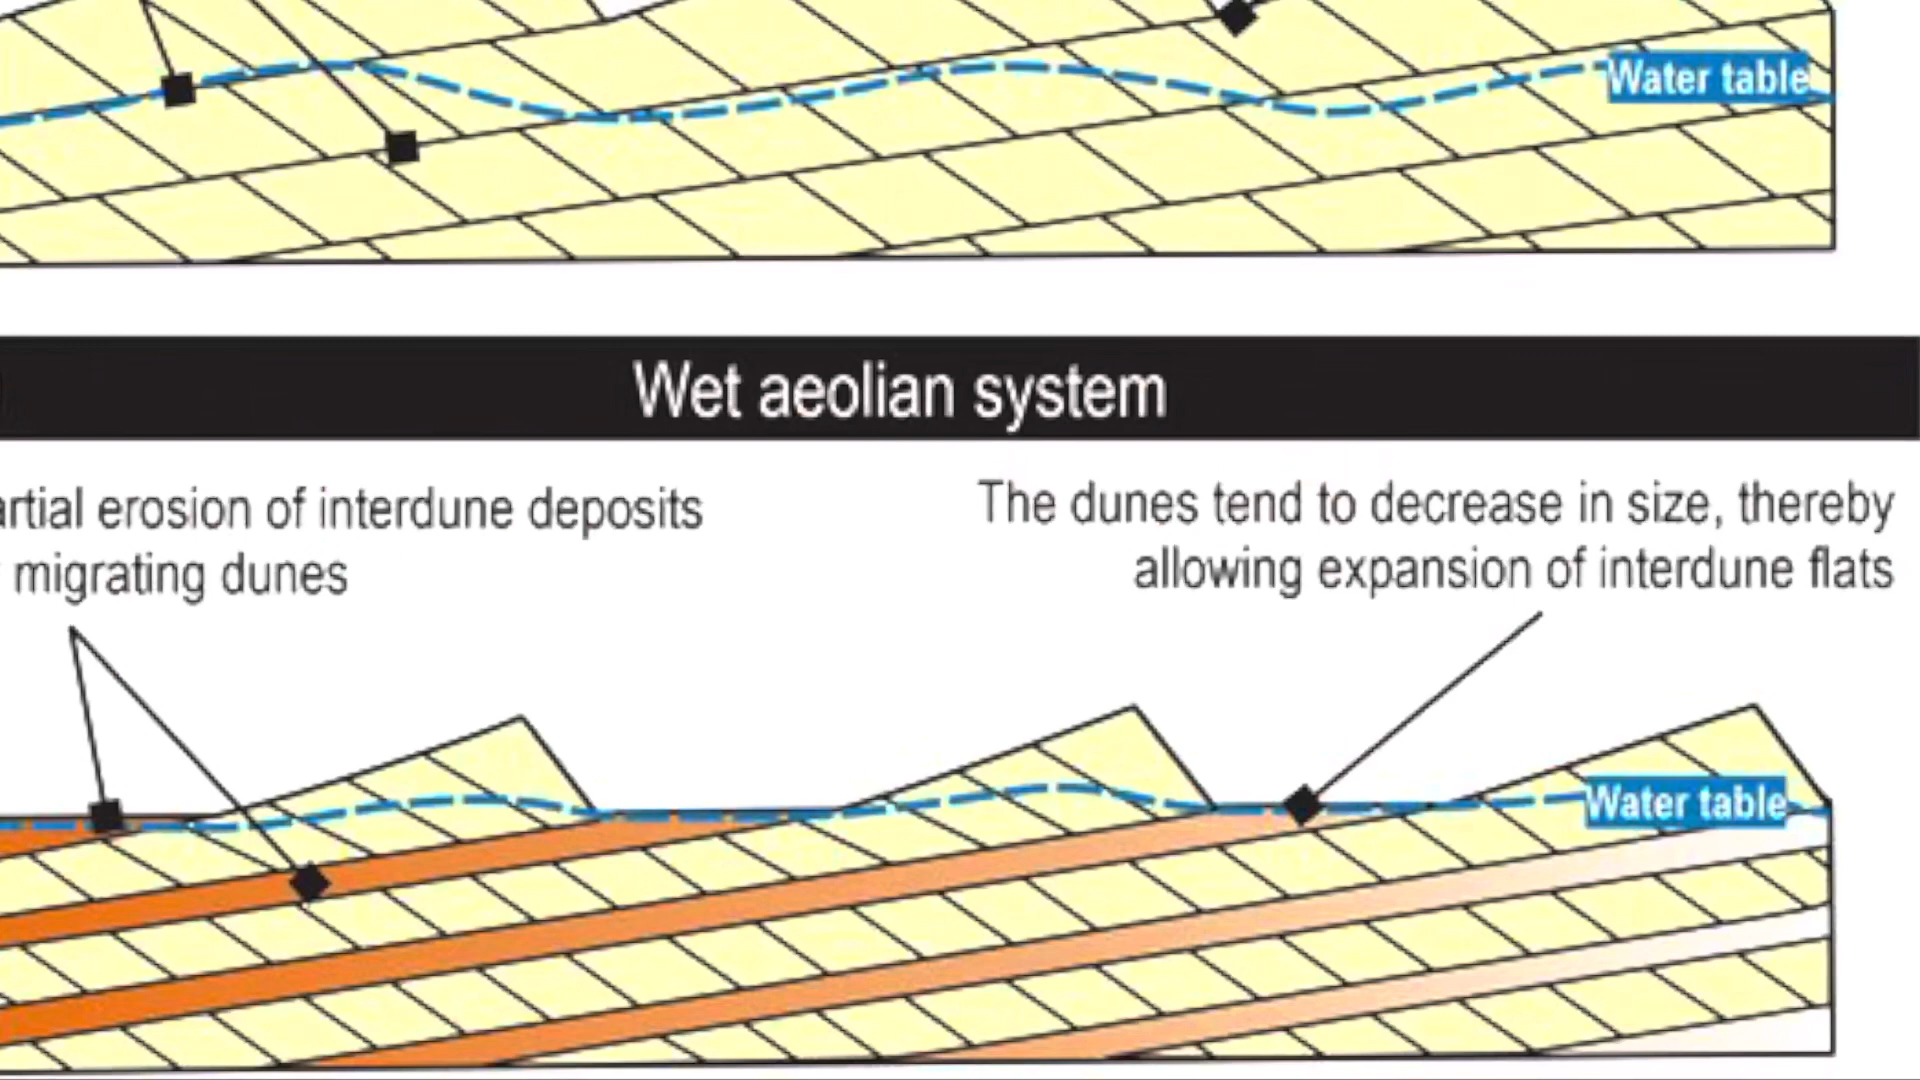 Water table
Wet aeolian system
artial erosion of interdune deposits
migrating dunes
The dunes tend to decrease in size, thereby
allowing expansion of interdune flats
Water table